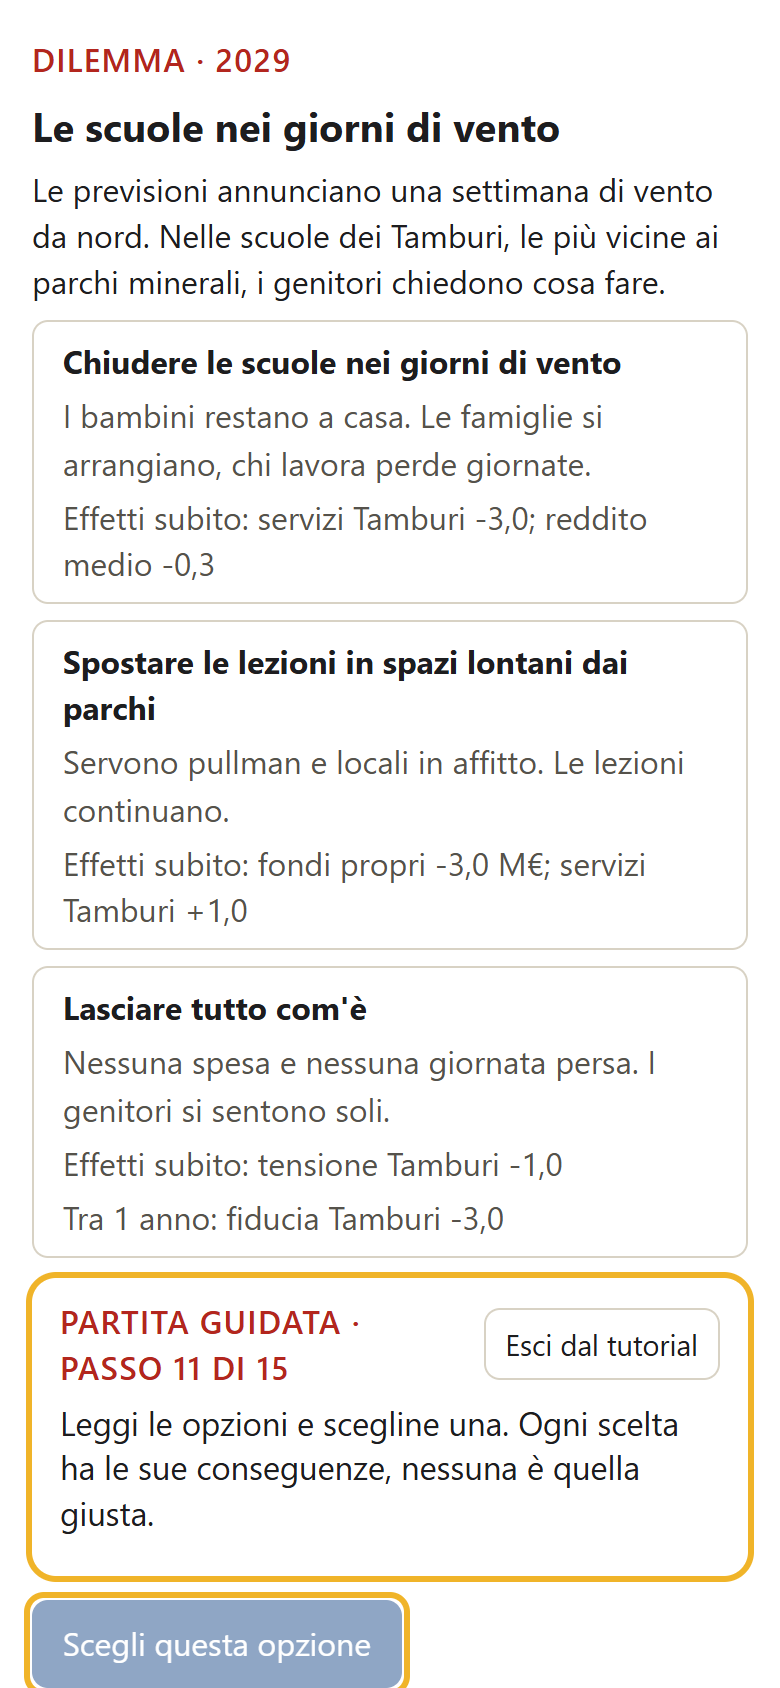 DILEMMA · 2029
Le scuole nei giorni di vento
Le previsioni annunciano una settimana di vento
da nord. Nelle scuole dei Tamburi, le più vicine ai
parchi minerali, i genitori chiedono cosa fare.
Chiudere le scuole nei giorni di vento
I bambini restano a casa. Le famiglie si
arrangiano, chi lavora perde giornate.
Effetti subito: servizi Tamburi -3,0; reddito
medio -0,3
Spostare le lezioni in spazi lontani dai
parchi
Servono pullman e locali in affitto. Le lezioni
continuano.
Effetti subito: fondi propri -3,0 M€; servizi
Tamburi +1,0
Lasciare tutto com'è
Nessuna spesa e nessuna giornata persa. I
genitori si sentono soli.
Effetti subito: tensione Tamburi -1,0
Tra 1 anno: fiducia Tamburi -3,0
PARTITA GUIDATA ·
PASSO 11 DI 15
Esci dal tutorial
Leggi le opzioni e scegline una. Ogni scelta
ha le sue conseguenze, nessuna è quella
giusta.
Scegli questa opzione